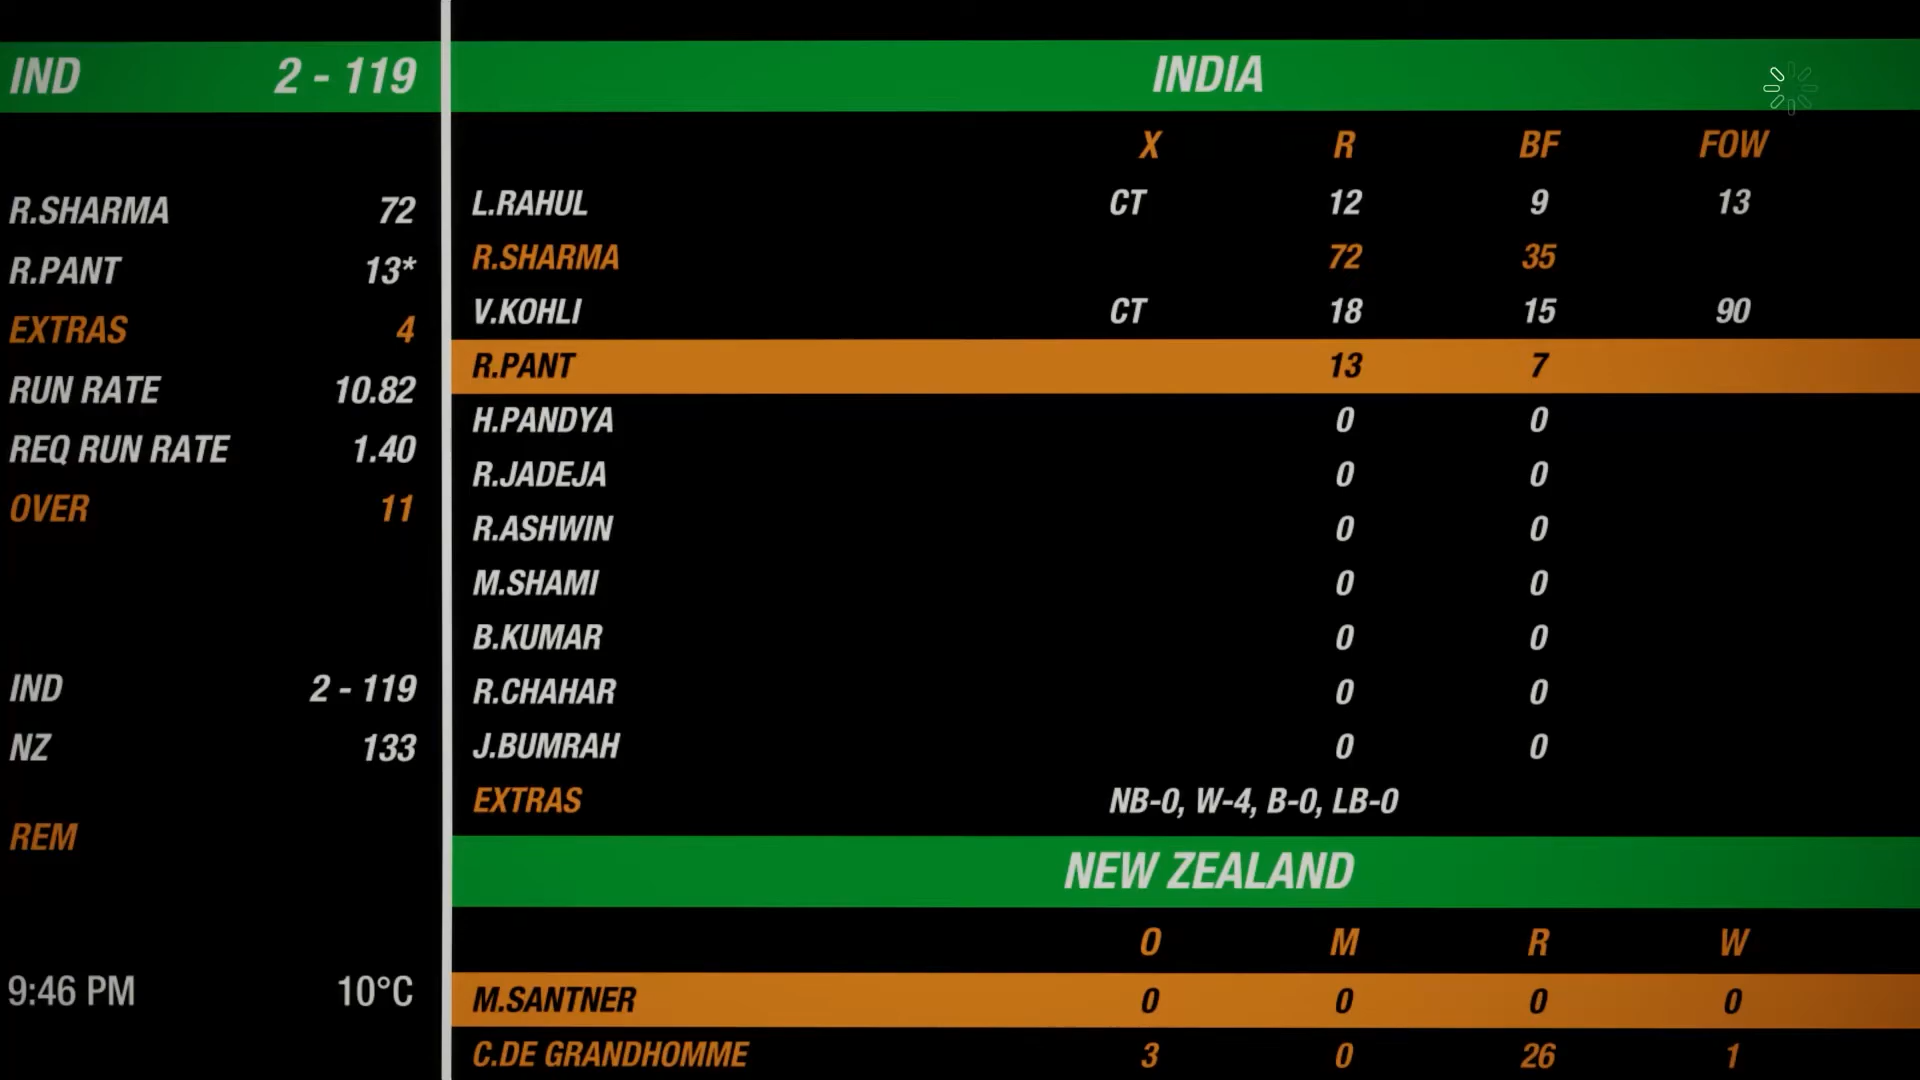 IND 2 - 119
R.SHARMA 72
R.PANT 13*
EXTRAS 4
RUN RATE 10.82
REQ RUN RATE 1.40
OVER 11
IND 2 - 119
NZ 133
REM
9:46 PM 10°C
INDIA
X R BF FOW
L.RAHUL CT 12 9 13
R.SHARMA 72 35
V.KOHLI CT 18 15 90
R.PANT 13 7
H.PANDYA 0 0
R.JADEJA 0 0
R.ASHWIN 0 0
M.SHAMI 0 0
B.KUMAR 0 0
R.CHAHAR 0 0
J.BUMRAH 0 0
EXTRAS NB-0, W-4, B-0, LB-0
NEW ZEALAND
O M R W
M.SANTNER 0 0 0 0
C.DE GRANDHOMME 3 0 26 1